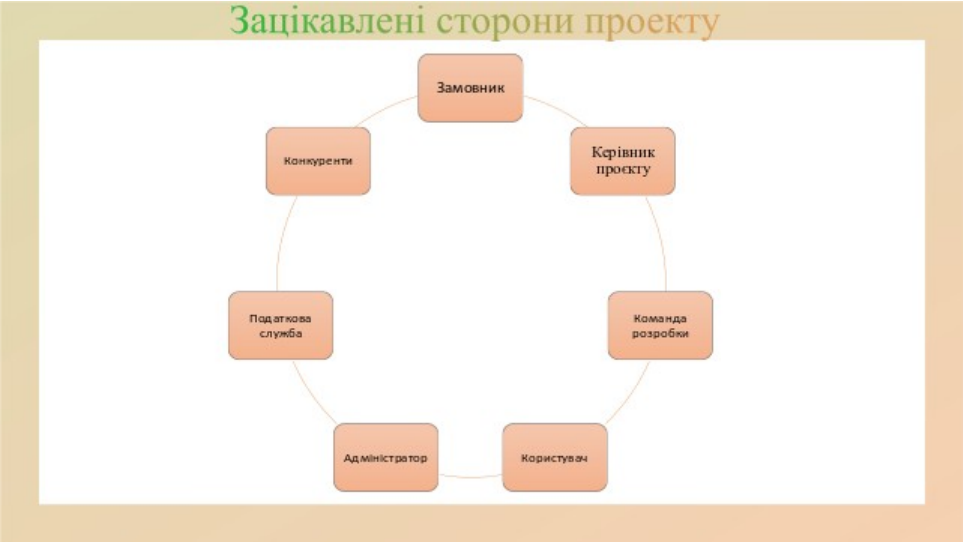 Зацікавлені сторони проекту
Замовник
Керівник
проєкту
Команда
розробки
Користувач
Адміністратор
Податкова
служба
Конкуренти